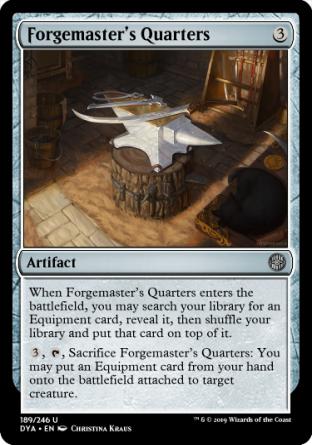 Forgemaster's Quarters 3
Artifact
When Forgemaster's Quarters enters the
battlefield, you may search your library for an
Equipment card, reveal it, then shuffle your
library and put that card on top of it.
3, T, Sacrifice Forgemaster's Quarters: You
may put an Equipment card from your hand
onto the battlefield attached to target
creature.
189/246 U
DYA • EN CHRISTINA KRAUS
™ & © 2019 Wizards of the Coast